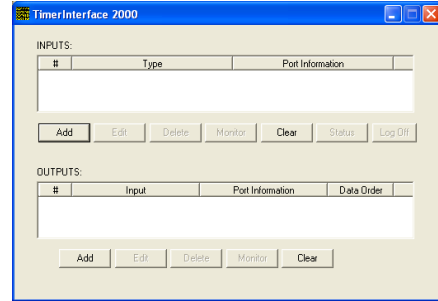 TimerInterface 2000
INPUTS:
# Type Port Information
Add Edit Delete Monitor Clear Status Log Off
OUTPUTS:
# Input Port Information Data Order
Add Edit Delete Monitor Clear